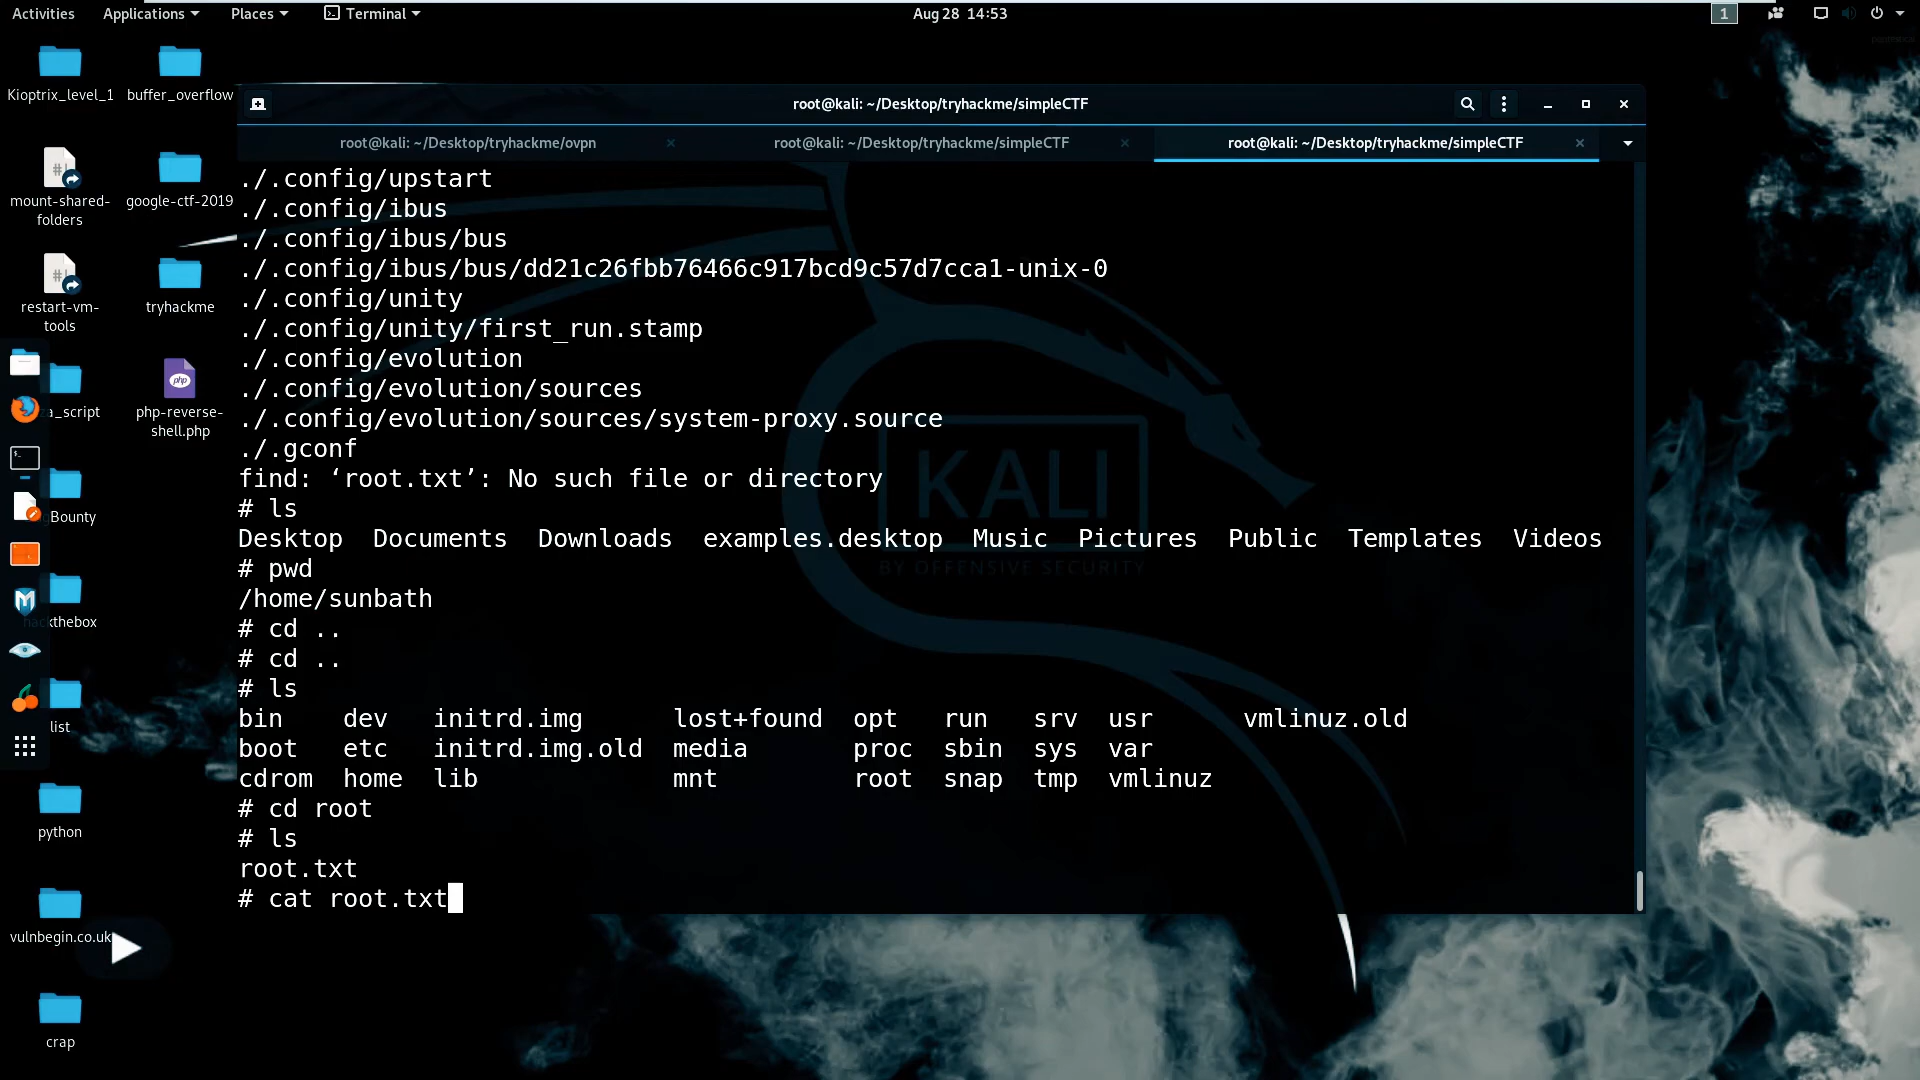 Activities Applications Places Terminal Aug 28 14:53 1
Kioptrix_level_1 buffer_overflow
mount-shared-folders google-ctf-2019
restart-vm-tools tryhackme
za_script php-reverse-shell.php
php
Bounty
hackthebox
list
python
vulnbegin.co.uk
crap
root@kali: ~/Desktop/tryhackme/simpleCTF
root@kali: ~/Desktop/tryhackme/ovpn root@kali: ~/Desktop/tryhackme/simpleCTF root@kali: ~/Desktop/tryhackme/simpleCTF
./.config/upstart
./.config/ibus
./.config/ibus/bus
./.config/ibus/bus/dd21c26fbb76466c917bcd9c57d7cca1-unix-0
./.config/unity
./.config/unity/first_run.stamp
./.config/evolution
./.config/evolution/sources
./.config/evolution/sources/system-proxy.source
./.gconf
find: ‘root.txt’: No such file or directory
# ls
Desktop Documents Downloads examples.desktop Music Pictures Public Templates Videos
# pwd
/home/sunbath
# cd ..
# cd ..
# ls
bin dev initrd.img lost+found opt run srv usr vmlinuz.old
boot etc initrd.img.old media proc sbin sys var
cdrom home lib mnt root snap tmp vmlinuz
# cd root
# ls
root.txt
# cat root.txt
KALI
BY OFFENSIVE SECURITY